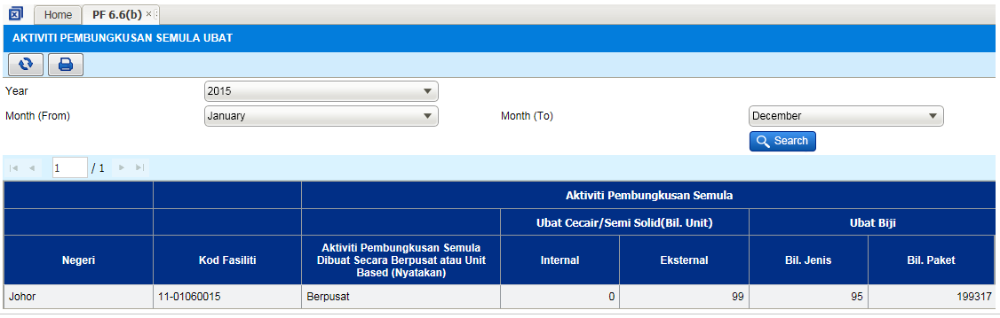 Home PF 6.6(b)
AKTIVITI PEMBUNGKUSAN SEMULA UBAT
Year 2015
Month (From) January Month (To) December
Search
1 / 1
Aktiviti Pembungkusan Semula
Ubat Cecair/Semi Solid(Bil. Unit) Ubat Biji
Negeri Kod Fasiliti Aktiviti Pembungkusan Semula
Dibuat Secara Berpusat atau Unit
Based (Nyatakan) Internal Eksternal Bil. Jenis Bil. Paket
Johor 11-01060015 Berpusat 0 99 95 199317